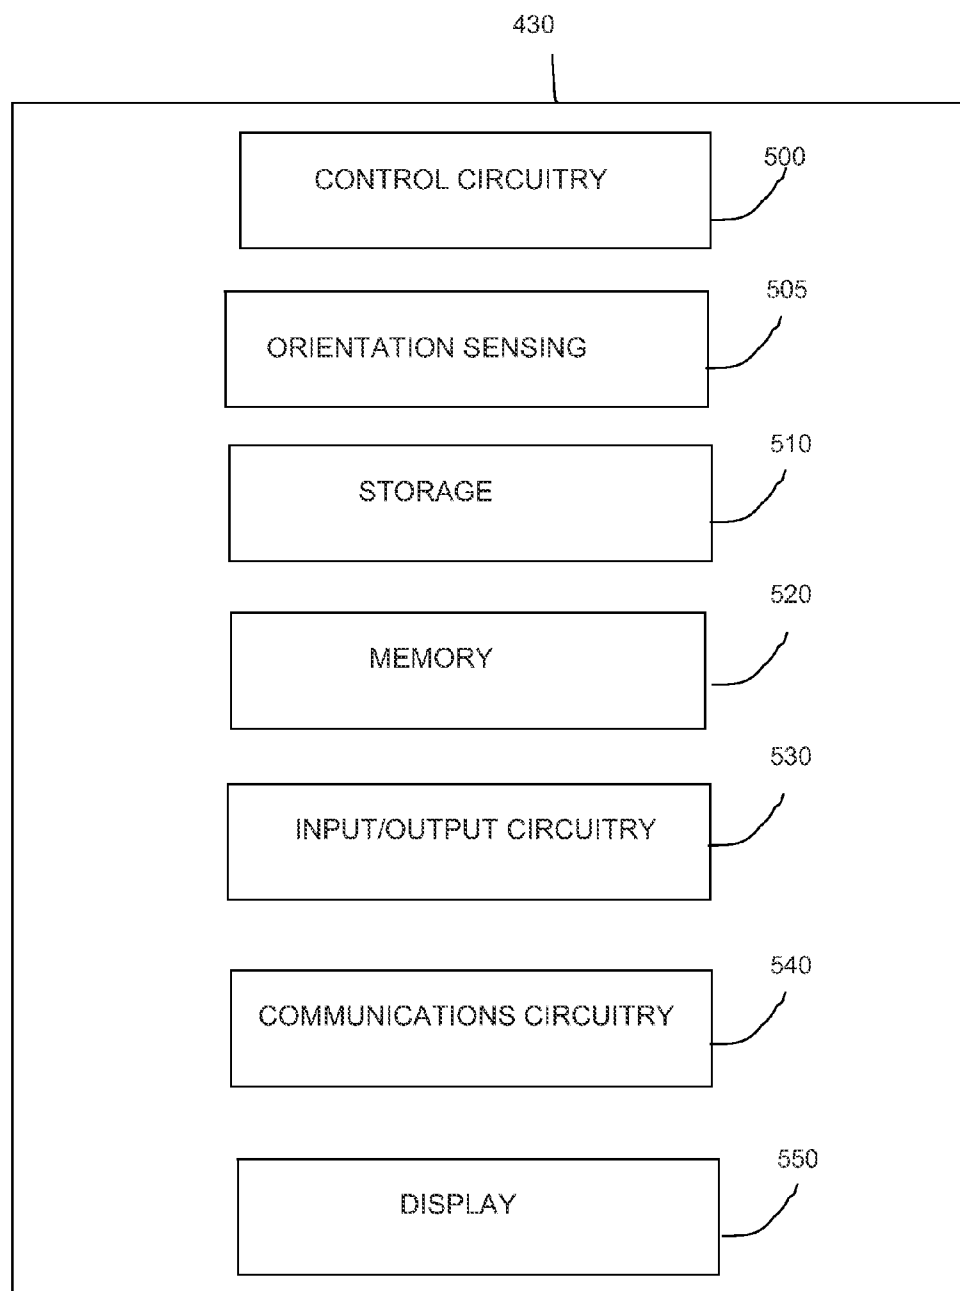 430
CONTROL CIRCUITRY
500
505
ORIENTATION SENSING
510
STORAGE
520
MEMORY
530
INPUT/OUTPUT CIRCUITRY
540
COMMUNICATIONS CIRCUITRY
550
DISPLAY